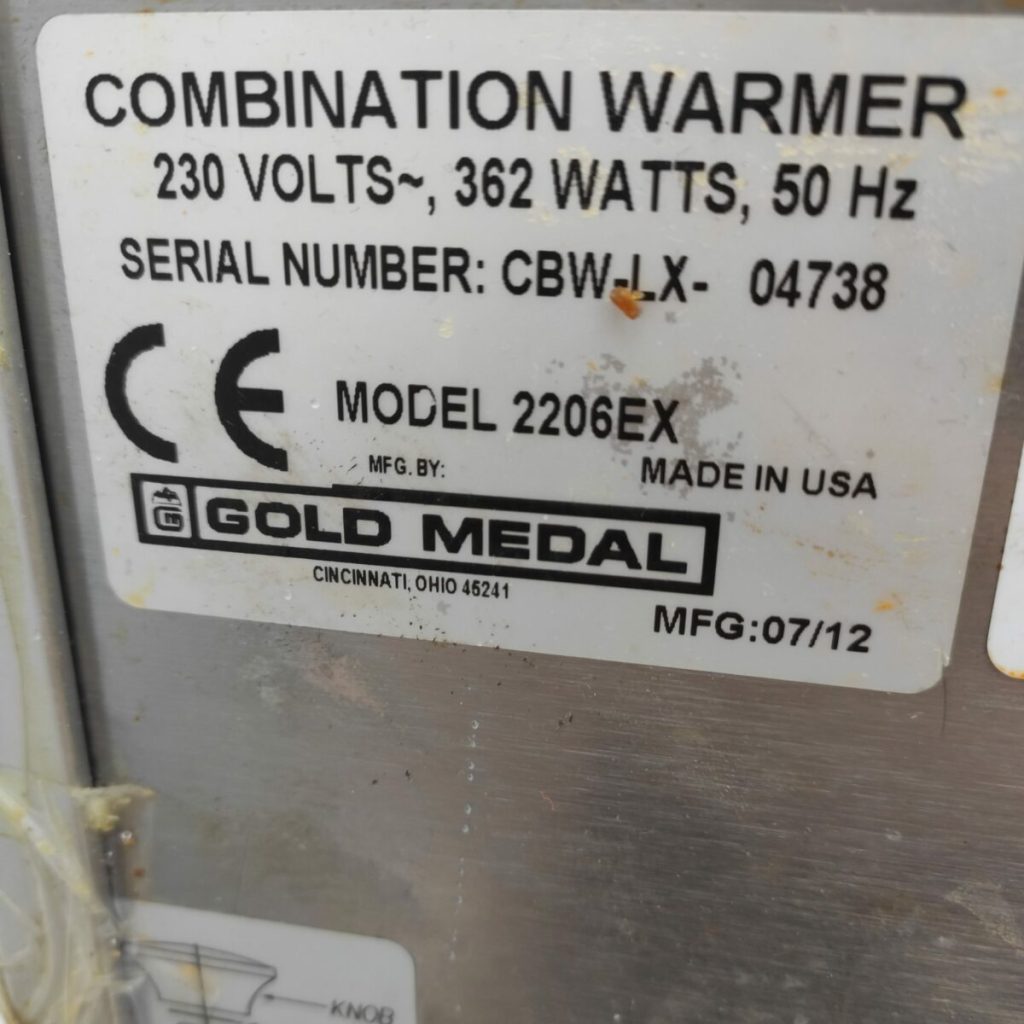 COMBINATION WARMER
230 VOLTS~, 362 WATTS, 50 Hz
SERIAL NUMBER: CBW-LX- 04738
CE
MODEL 2206EX
MFG. BY:
MADE IN USA
GOLD MEDAL
CINCINNATI, OHIO 45241
MFG:07/12
KNOB